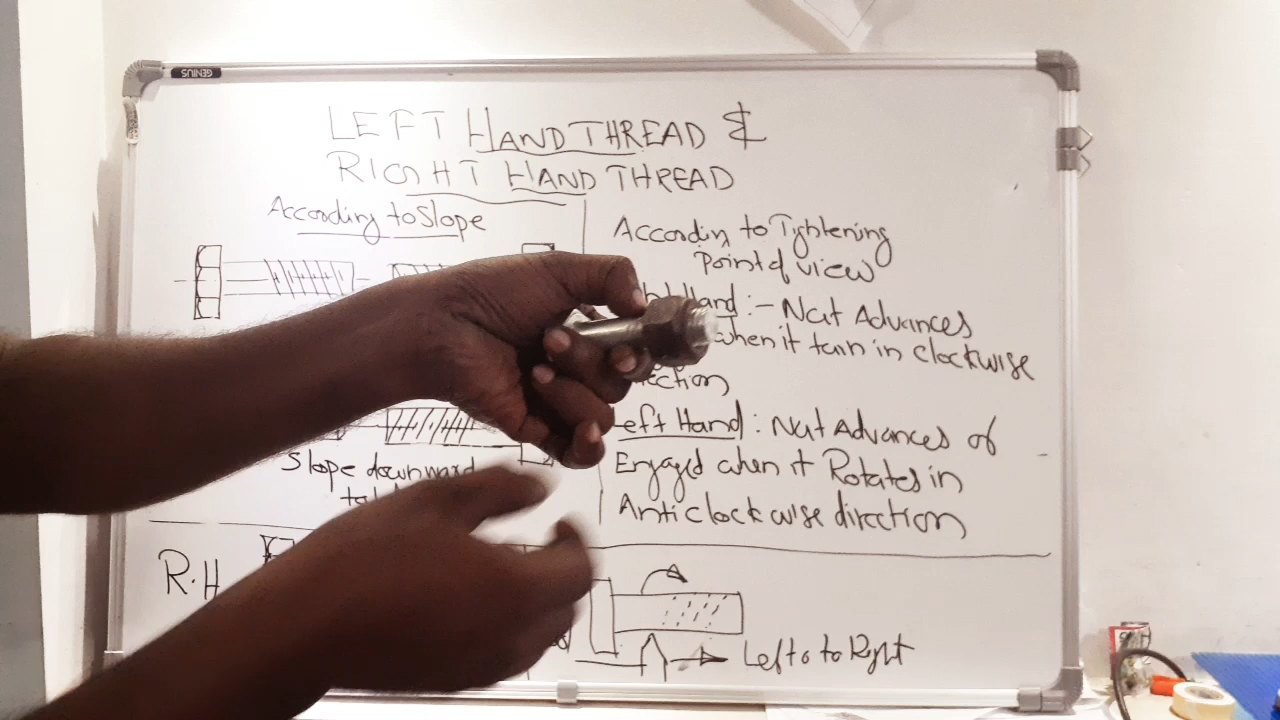 GENIUS
LEFT HAND THREAD &
RIGHT HAND THREAD
According to Slope
According to Tightening
point of view
Hand :- Nut Advances
when it turn in clockwise
Left Hand : Nut Advances of
Engaged when it Rotates in
Anticlockwise direction
Slope downward
R.H
Left to Right